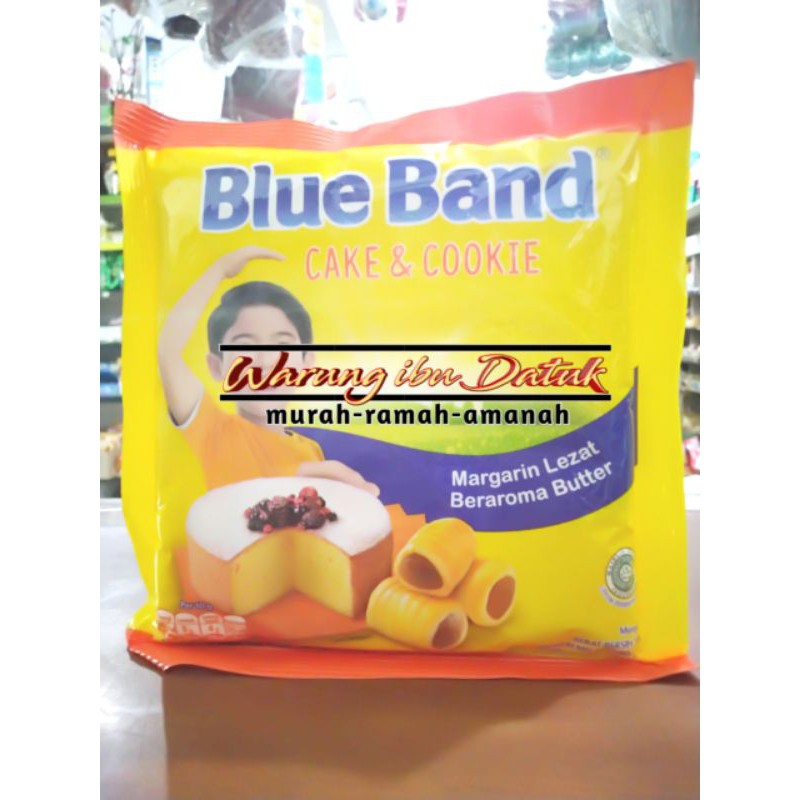 Blue Band®
CAKE & COOKIE
Warung ibu Datuk
murah-ramah-amanah
Margarin Lezat
Beraroma Butter